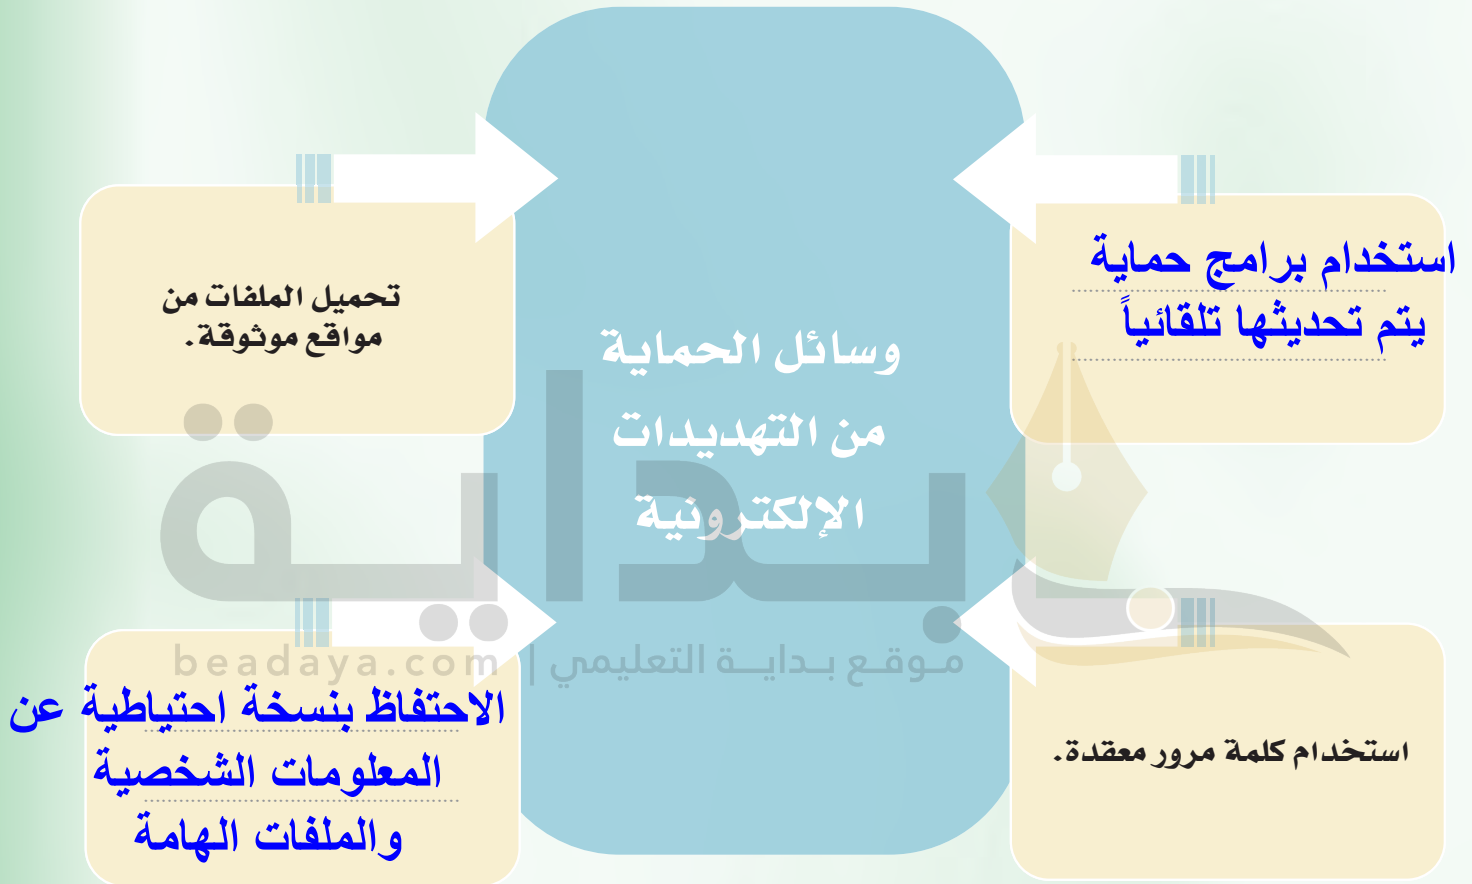 وسائل الحماية
من التهديدات
الإلكترونية
استخدام برامج حماية
يتم تحديثها تلقائياً
تحميل الملفات من
مواقع موثوقة.
استخدام كلمة مرور معقدة.
الاحتفاظ بنسخة احتياطية عن
المعلومات الشخصية
والملفات الهامة
بداية
موقع بداية التعليمي | beadaya.com